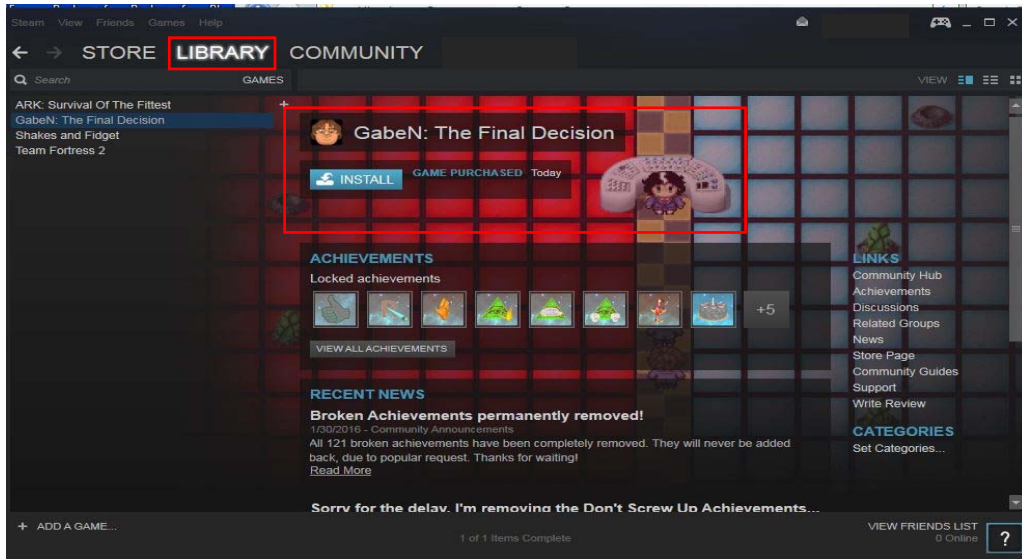 Steam View Friends Games Help
STORE LIBRARY COMMUNITY
Search GAMES
VIEW
ARK: Survival Of The Fittest
GabeN: The Final Decision
Shakes and Fidget
Team Fortress 2
+
GabeN: The Final Decision
INSTALL GAME PURCHASED Today
ACHIEVEMENTS
Locked achievements
+5
VIEW ALL ACHIEVEMENTS
RECENT NEWS
Broken Achievements permanently removed!
1/30/2016 - Community Announcements
All 121 broken achievements have been completely removed. They will never be added
back, due to popular request. Thanks for waiting!
Read More
Sorry for the delay, I'm removing the Don't Screw Up Achievements...
LINKS
Community Hub
Achievements
Discussions
Related Groups
News
Store Page
Community Guides
Support
Write Review
CATEGORIES
Set Categories...
+ ADD A GAME...
1 of 1 Items Complete
VIEW FRIENDS LIST
0 Online
?